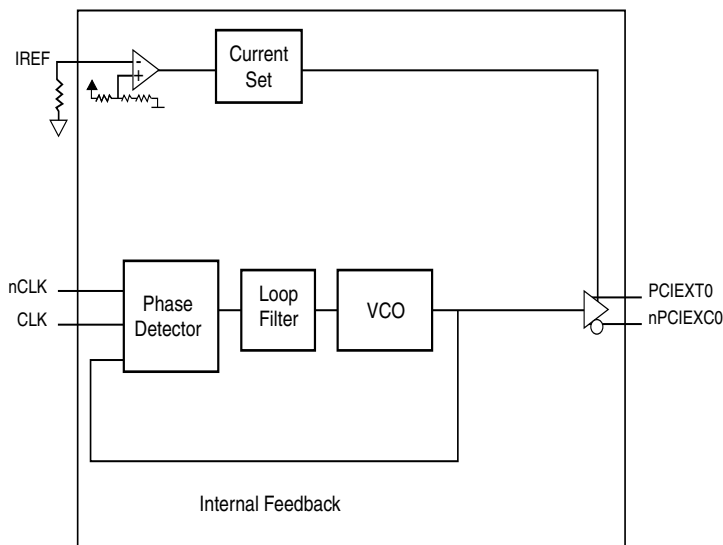 IREF
-
+
Current
Set
nCLK
CLK
Phase
Detector
Loop
Filter
VCO
PCIEXT0
nPCIEXC0
Internal Feedback